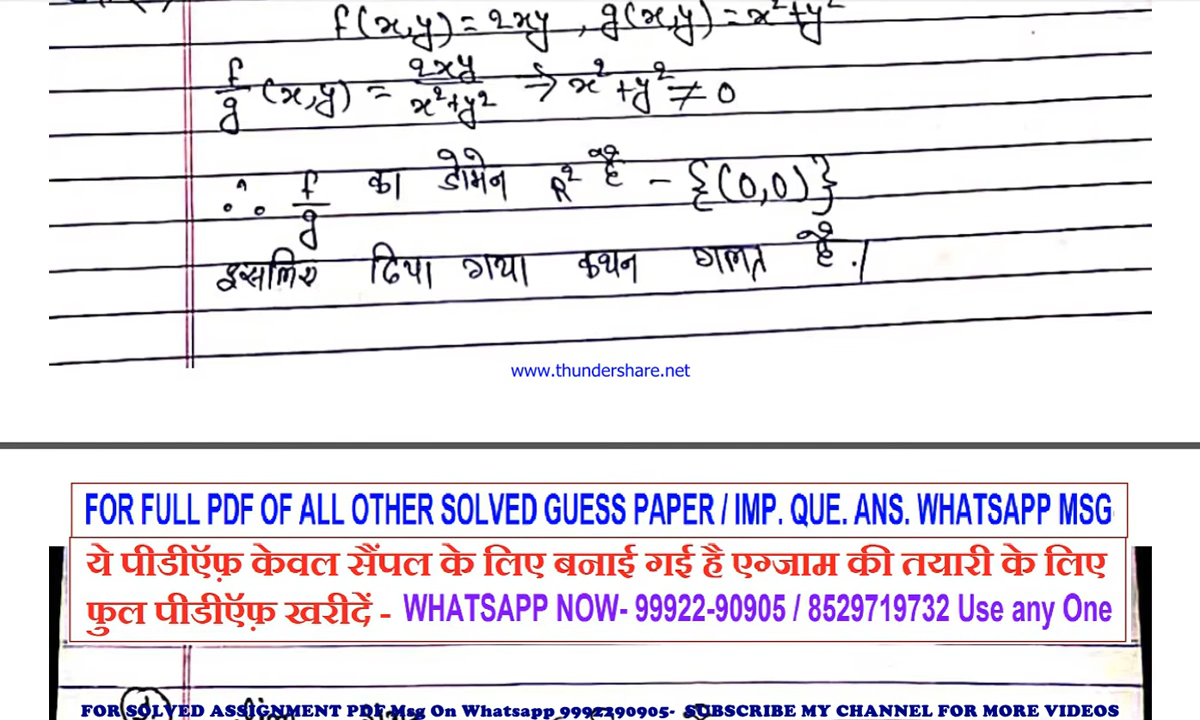 f(x,y) = 2xy , g(x,y) = x²+y²
f/g (x,y) = 2xy/x²+y² → x²+y² ≠ 0
∴ f/g का डोमेन R² है - {(0,0)}
इसलिए दिया गया कथन गलत है।
www.thundershare.net
FOR FULL PDF OF ALL OTHER SOLVED GUESS PAPER / IMP. QUE. ANS. WHATSAPP MSG
ये पीडीऍफ़ केवल सैंपल के लिए बनाई गई है एग्जाम की तयारी के लिए
फुल पीडीऍफ़ खरीदें - WHATSAPP NOW- 99922-90905 / 8529719732 Use any One
FOR SOLVED ASSIGNMENT PDF Msg On Whatsapp 9992290905- SUBSCRIBE MY CHANNEL FOR MORE VIDEOS